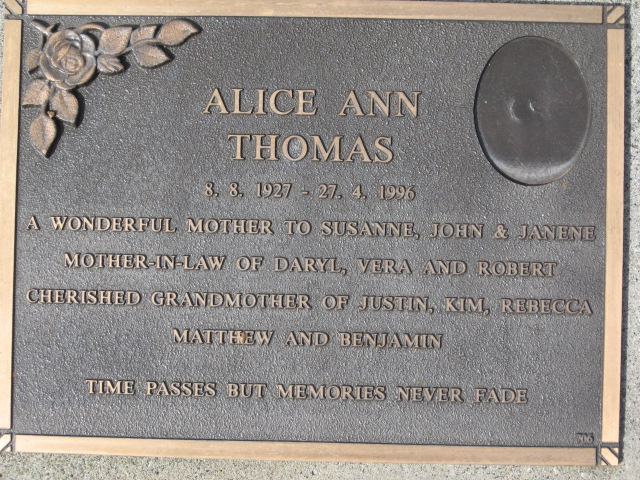 ALICE ANN
THOMAS
8. 8. 1927 - 27. 4. 1996
A WONDERFUL MOTHER TO SUSANNE, JOHN & JANENE
MOTHER-IN-LAW OF DARYL, VERA AND ROBERT
CHERISHED GRANDMOTHER OF JUSTIN, KIM, REBECCA
MATTHEW AND BENJAMIN
TIME PASSES BUT MEMORIES NEVER FADE